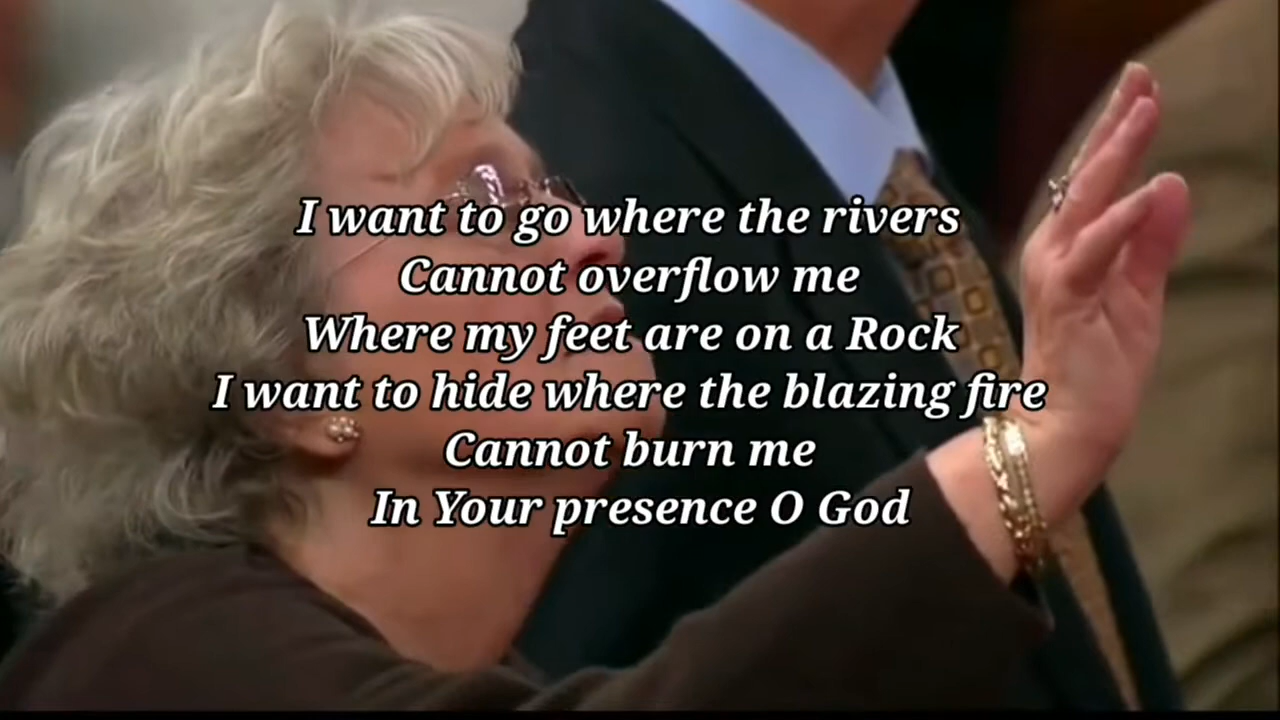 I want to go where the rivers
Cannot overflow me
Where my feet are on a Rock
I want to hide where the blazing fire
Cannot burn me
In Your presence O God